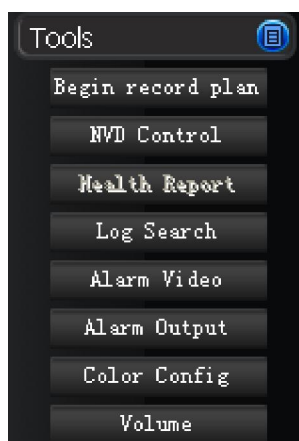 Tools
Begin record plan
NVD Control
Health Report
Log Search
Alarm Video
Alarm Output
Color Config
Volume